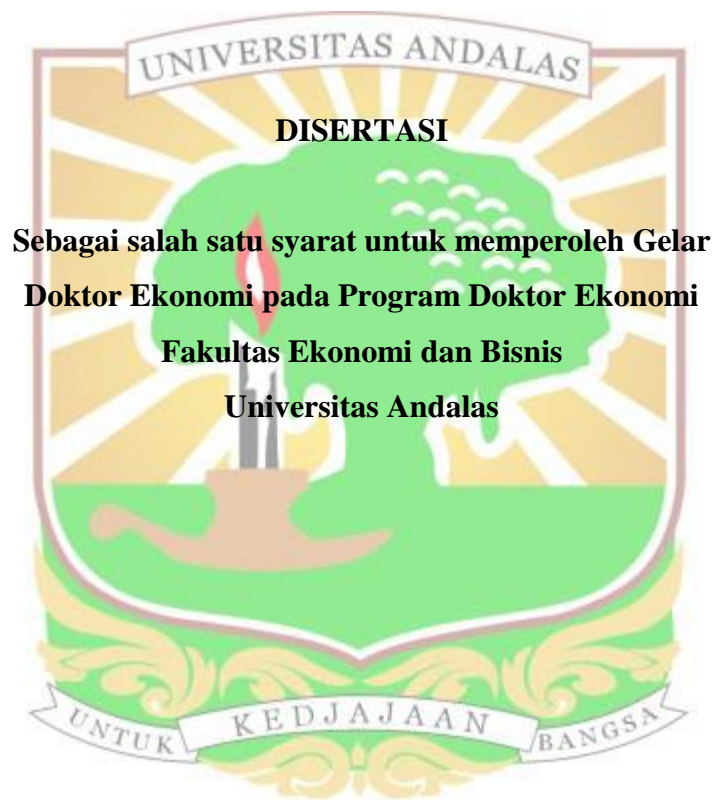 UNIVERSITAS ANDALAS
DISERTASI
Sebagai salah satu syarat untuk memperoleh Gelar
Doktor Ekonomi pada Program Doktor Ekonomi
Fakultas Ekonomi dan Bisnis
Universitas Andalas
UNTUK KEDJAJAAN BANGSA